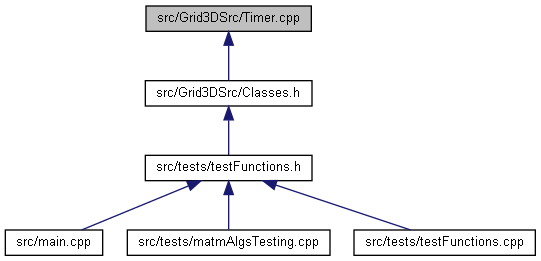 src/Grid3DSrc/Timer.cpp
src/Grid3DSrc/Classes.h
src/tests/testFunctions.h
src/main.cpp
src/tests/matmAlgsTesting.cpp
src/tests/testFunctions.cpp